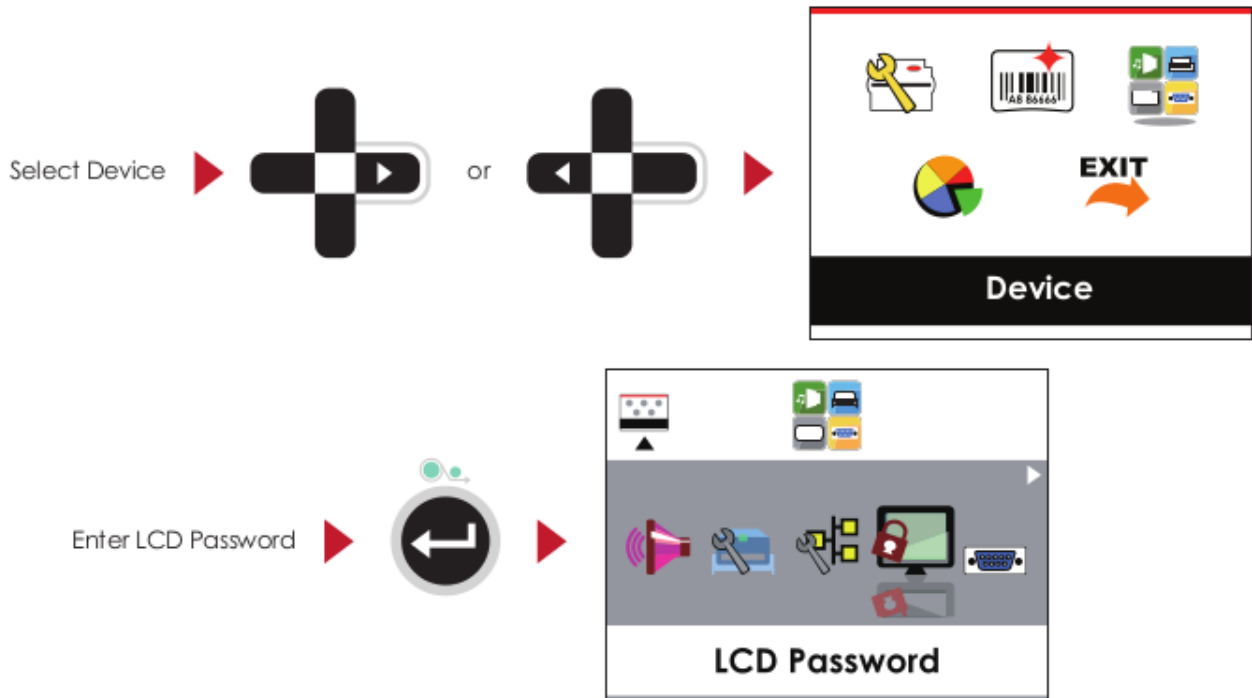 Select Device
or
AB 86666
EXIT
Device
Enter LCD Password
LCD Password